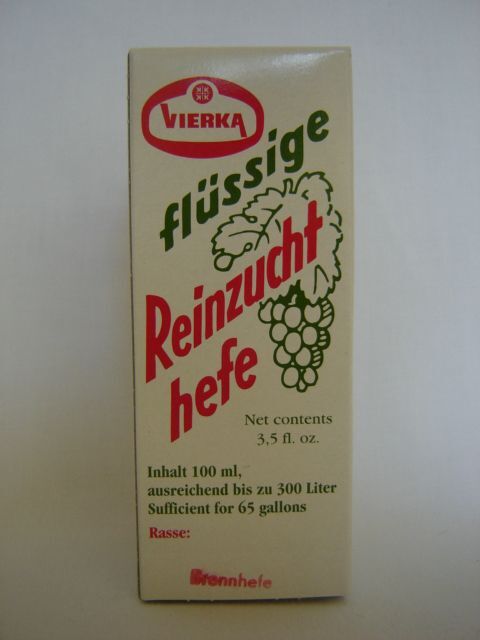 VIERKA
flüssige
Reinzucht
hefe
Net contents
3,5 fl. oz.
Inhalt 100 ml,
ausreichend bis zu 300 Liter
Sufficient for 65 gallons
Rasse:
Brennhefe